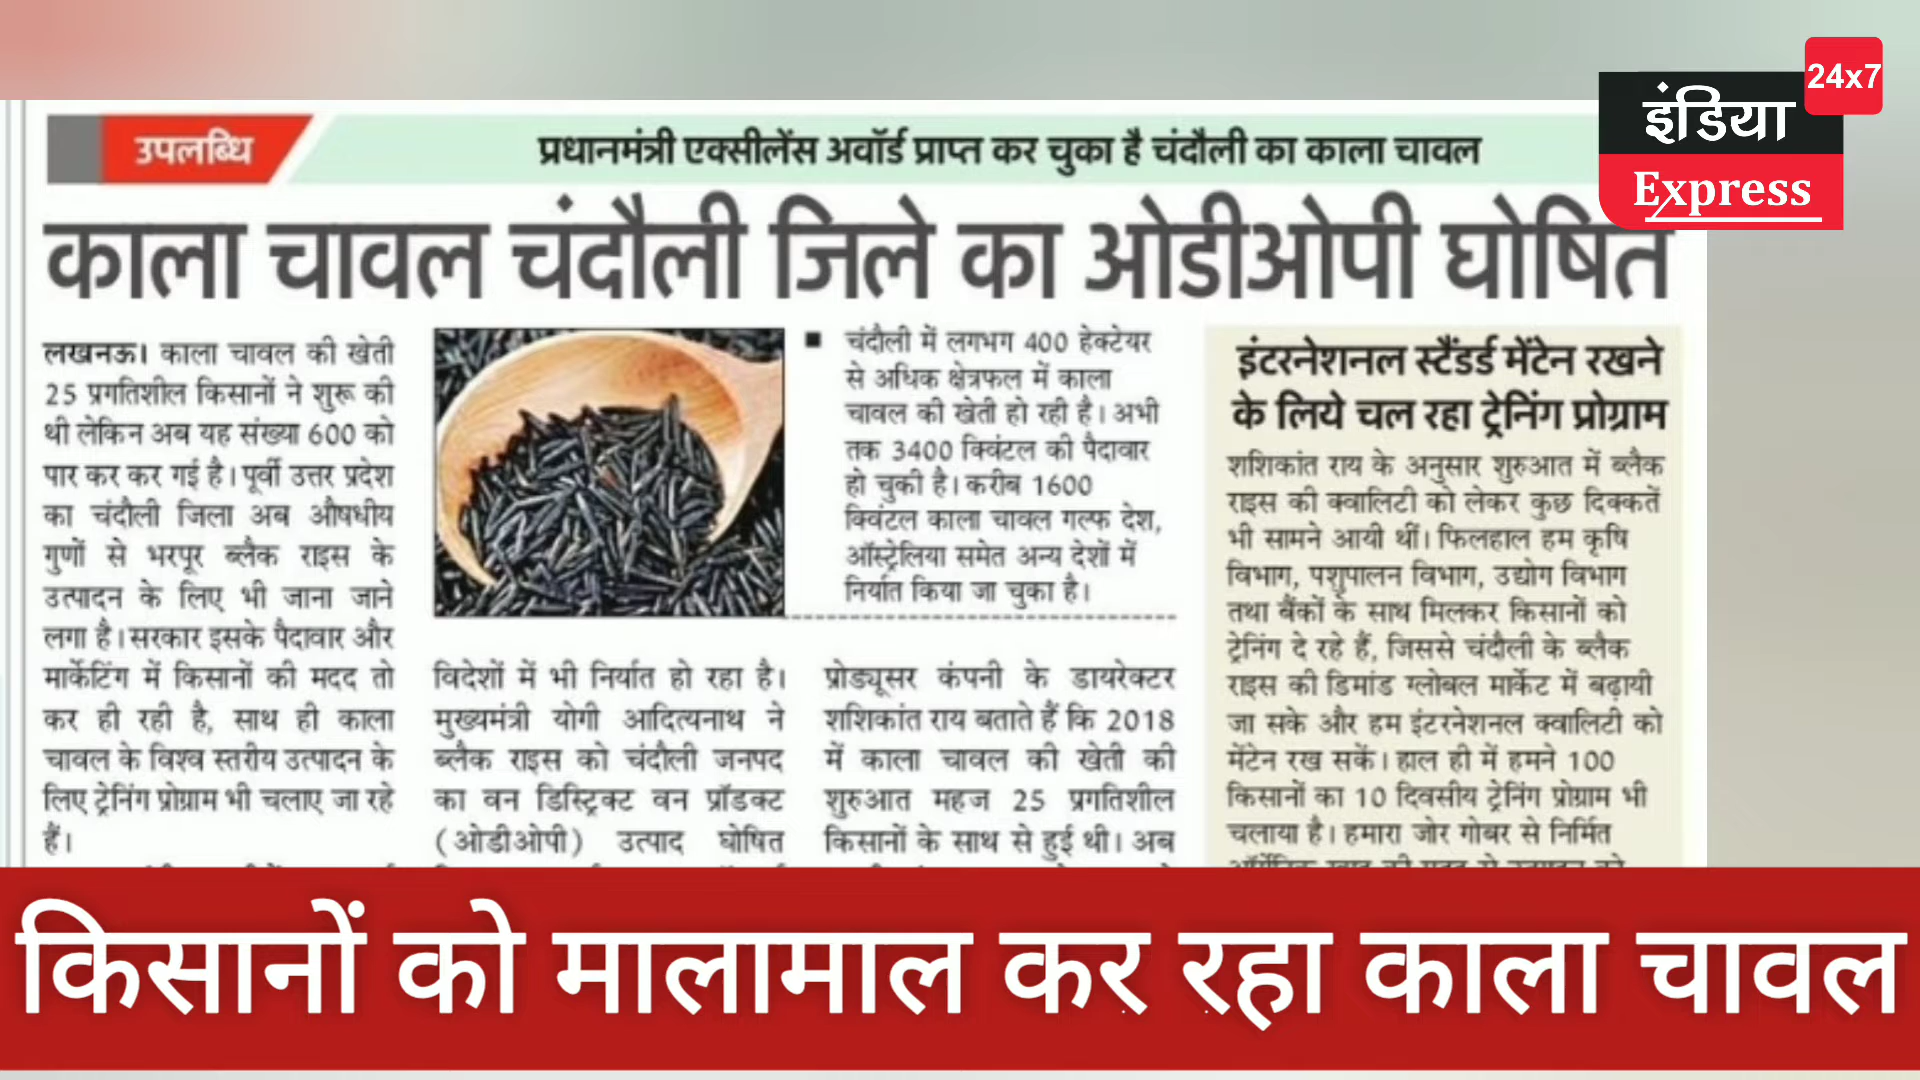 24x7
इंडिया
Express
उपलब्धि
प्रधानमंत्री एक्सीलेंस अवॉर्ड प्राप्त कर चुका है चंदौली का काला चावल
काला चावल चंदौली जिले का ओडीओपी घोषित
लखनऊ। काला चावल की खेती
25 प्रगतिशील किसानों ने शुरू की
थी लेकिन अब यह संख्या 600 को
पार कर कर गई है। पूर्वी उत्तर प्रदेश
का चंदौली जिला अब औषधीय
गुणों से भरपूर ब्लैक राइस के
उत्पादन के लिए भी जाना जाने
लगा है। सरकार इसके पैदावार और
मार्केटिंग में किसानों की मदद तो
कर ही रही है, साथ ही काला
चावल के विश्व स्तरीय उत्पादन के
लिए ट्रेनिंग प्रोग्राम भी चलाए जा रहे
हैं।
विदेशों में भी निर्यात हो रहा है।
मुख्यमंत्री योगी आदित्यनाथ ने
ब्लैक राइस को चंदौली जनपद
का वन डिस्ट्रिक्ट वन प्रॉडक्ट
(ओडीओपी) उत्पाद घोषित
■ चंदौली में लगभग 400 हेक्टेयर
से अधिक क्षेत्रफल में काला
चावल की खेती हो रही है। अभी
तक 3400 क्विंटल की पैदावार
हो चुकी है। करीब 1600
क्विंटल काला चावल गल्फ देश,
ऑस्ट्रेलिया समेत अन्य देशों में
निर्यात किया जा चुका है।
प्रोड्यूसर कंपनी के डायरेक्टर
शशिकांत राय बताते हैं कि 2018
में काला चावल की खेती की
शुरुआत महज 25 प्रगतिशील
किसानों के साथ से हुई थी। अब
इंटरनेशनल स्टैंडर्ड मेंटेन रखने
के लिये चल रहा ट्रेनिंग प्रोग्राम
शशिकांत राय के अनुसार शुरुआत में ब्लैक
राइस की क्वालिटी को लेकर कुछ दिक्कतें
भी सामने आयी थीं। फिलहाल हम कृषि
विभाग, पशुपालन विभाग, उद्योग विभाग
तथा बैंकों के साथ मिलकर किसानों को
ट्रेनिंग दे रहे हैं, जिससे चंदौली के ब्लैक
राइस की डिमांड ग्लोबल मार्केट में बढ़ायी
जा सके और हम इंटरनेशनल क्वालिटी को
मेंटेन रख सकें। हाल ही में हमने 100
किसानों का 10 दिवसीय ट्रेनिंग प्रोग्राम भी
चलाया है। हमारा जोर गोबर से निर्मित
किसानों को मालामाल कर रहा काला चावल